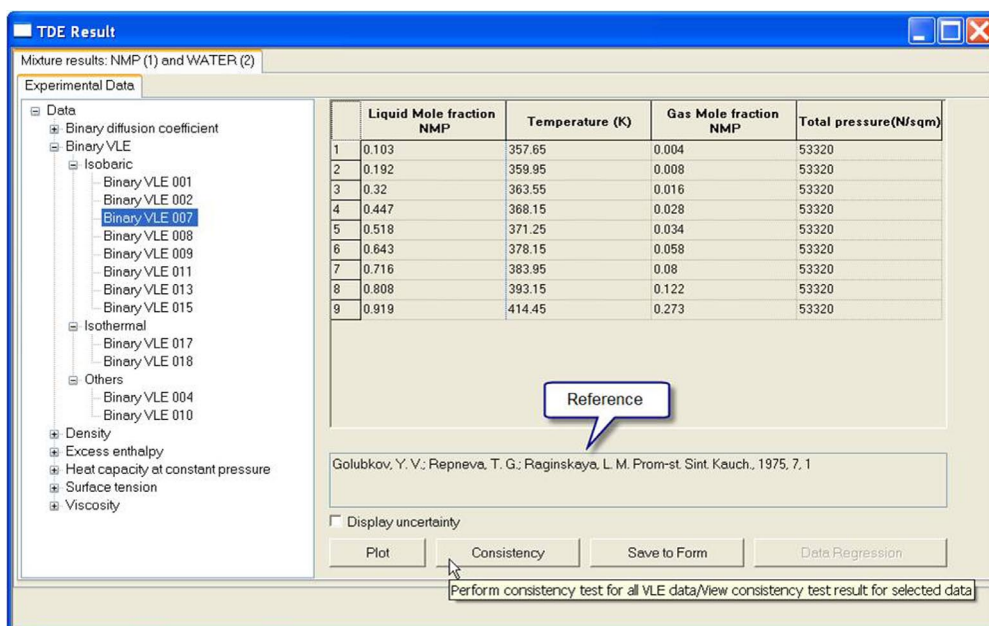 TDE Result
Mixture results: NMP (1) and WATER (2)
Experimental Data
Data
Binary diffusion coefficient
Binary VLE
Isobaric
Binary VLE 001
Binary VLE 002
Binary VLE 007
Binary VLE 008
Binary VLE 009
Binary VLE 011
Binary VLE 013
Binary VLE 015
Isothermal
Binary VLE 017
Binary VLE 018
Others
Binary VLE 004
Binary VLE 010
Density
Excess enthalpy
Heat capacity at constant pressure
Surface tension
Viscosity
Liquid Mole fraction NMP Temperature (K) Gas Mole fraction NMP Total pressure(N/sqm)
1 0.103 357.65 0.004 53320
2 0.192 359.95 0.008 53320
3 0.32 363.55 0.016 53320
4 0.447 368.15 0.028 53320
5 0.518 371.25 0.034 53320
6 0.643 378.15 0.058 53320
7 0.716 383.95 0.08 53320
8 0.808 393.15 0.122 53320
9 0.919 414.45 0.273 53320
Reference
Golubkov, Y. V.; Repneva, T. G.; Raginskaya, L. M. Prom-st. Sint. Kauch., 1975, 7, 1
Display uncertainty
Plot Consistency Save to Form Data Regression
Perform consistency test for all VLE data/View consistency test result for selected data